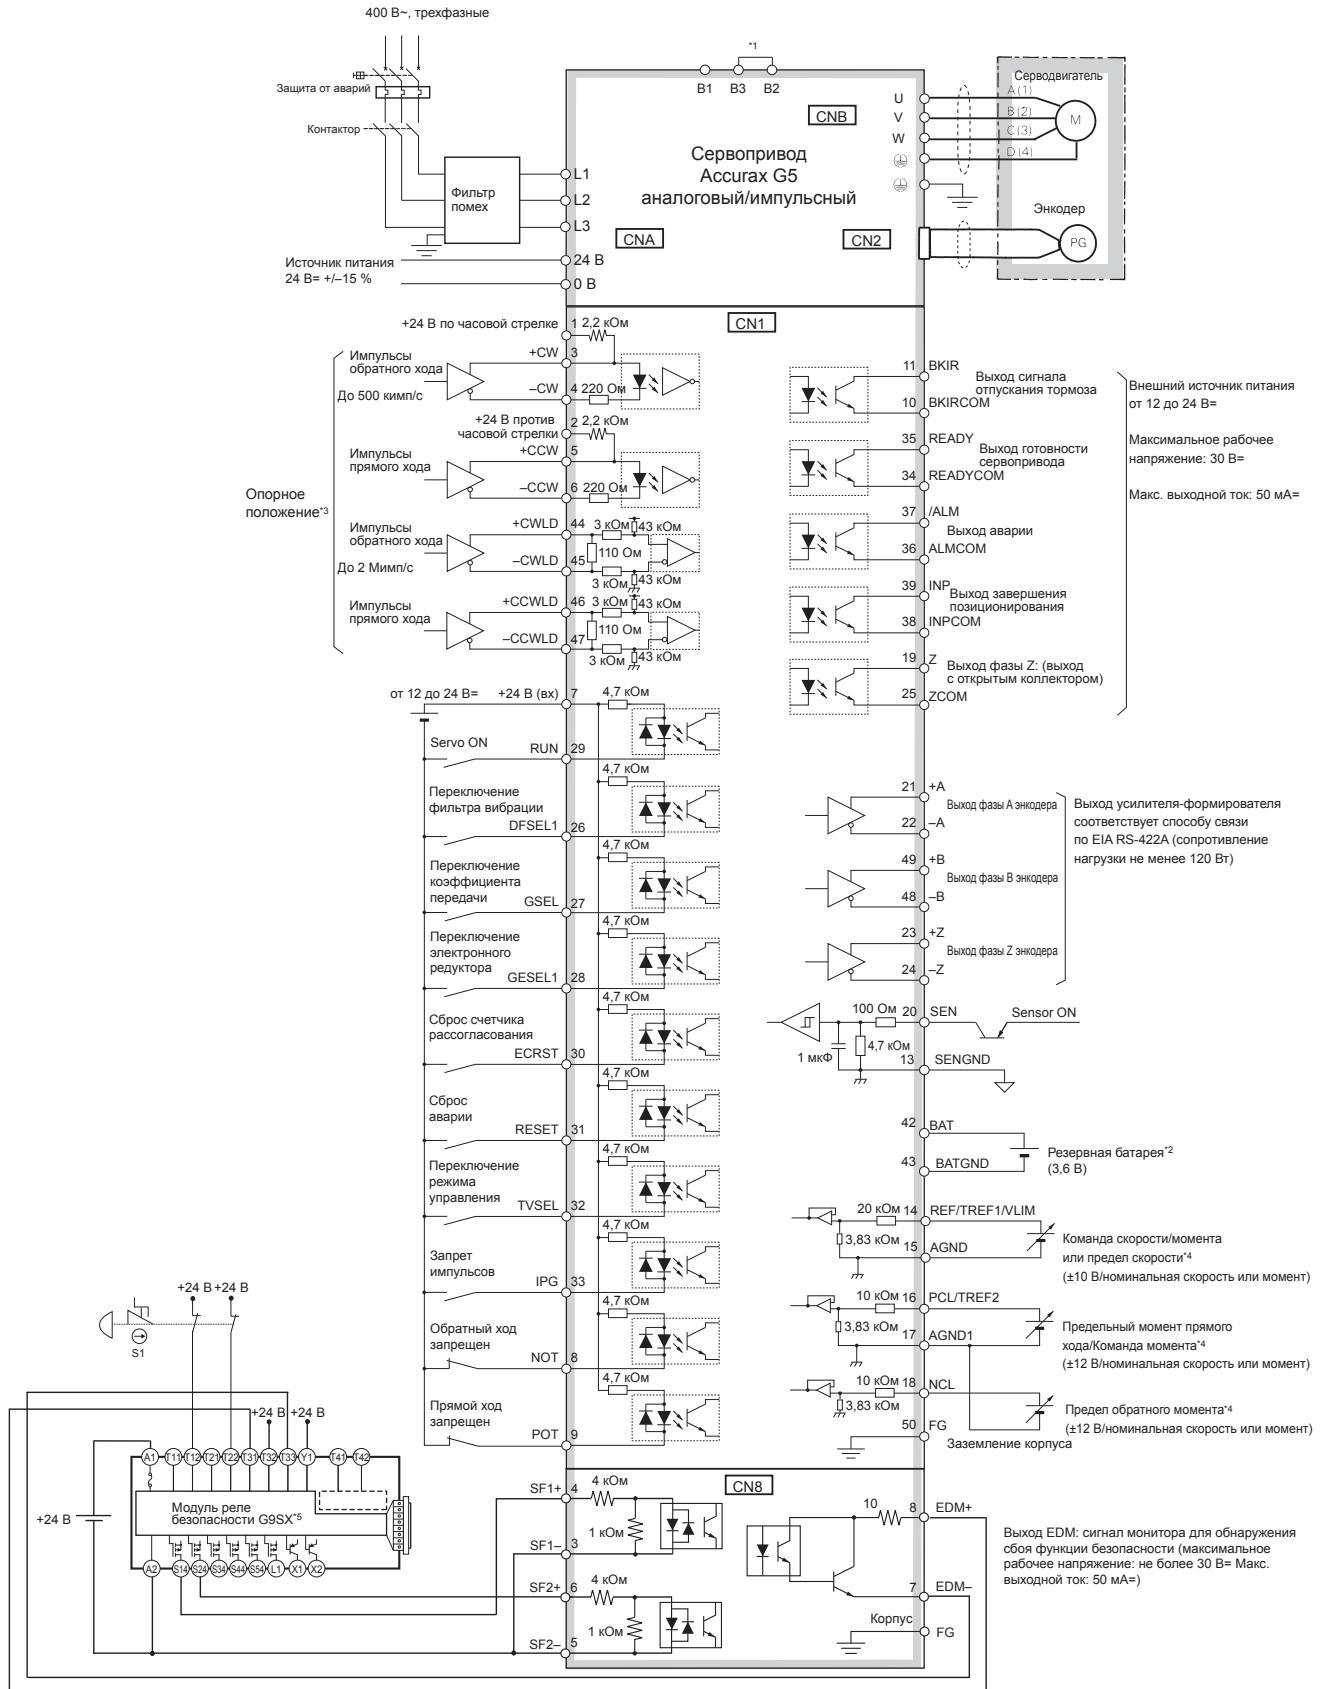 400 В~, трехфазные
Защита от аварий
Контактор
Фильтр
помех
Источник питания
24 В= +/–15 %
*1
B1
B3
B2
CNB
Сервопривод
Accurax G5
аналоговый/импульсный
CNA
CN2
L1
L2
L3
24 В
0 В
U
V
W
Серводвигатель
A (1)
B (2)
C (3)
D (4)
M
Энкодер
PG
CN1
+24 В по часовой стрелке
1
2,2 кОм
Импульсы
обратного хода
До 500 кимп/с
+CW
3
–CW
4
220 Ом
+24 В против
часовой стрелки
2
2,2 кОм
Импульсы
прямого хода
+CCW
5
–CCW
6
220 Ом
Опорное
положение*3
Импульсы
обратного хода
До 2 Мимп/с
+CWLD
44
3 кОм
43 кОм
110 Ом
–CWLD
45
3 кОм
43 кОм
Импульсы
прямого хода
+CCWLD
46
3 кОм
43 кОм
110 Ом
–CCWLD
47
3 кОм
43 кОм
от 12 до 24 В=
+24 В (вх)
7
4,7 кОм
Servo ON
RUN
29
4,7 кОм
Переключение
фильтра вибрации
DFSEL1
26
4,7 кОм
Переключение
коэффициента
передачи
GSEL
27
4,7 кОм
Переключение
электронного
редуктора
GESEL1
28
4,7 кОм
Сброс счетчика
рассогласования
ECRST
30
4,7 кОм
Сброс
аварии
RESET
31
4,7 кОм
Переключение
режима
управления
TVSEL
32
4,7 кОм
Запрет
импульсов
IPG
33
4,7 кОм
Обратный ход
запрещен
NOT
8
4,7 кОм
Прямой ход
запрещен
POT
9
11
BKIR
Выход сигнала
отпускания тормоза
10
BKIRCOM
35
READY
Выход готовности
сервопривода
34
READYCOM
37
/ALM
Выход аварии
36
ALMCOM
39
INP
Выход завершения
позиционирования
38
INPCOM
19
Z
Выход фазы Z: (выход
с открытым коллектором)
25
ZCOM
Внешний источник питания
от 12 до 24 В=
Максимальное рабочее
напряжение: 30 В=
Макс. выходной ток: 50 мА=
21
+A
Выход фазы A энкодера
22
–A
49
+B
Выход фазы B энкодера
48
–B
23
+Z
Выход фазы Z энкодера
24
–Z
Выход усилителя-формирователя
соответствует способу связи
по EIA RS-422A (сопротивление
нагрузки не менее 120 Вт)
100 Ом
20
SEN
Sensor ON
1 мкФ
4,7 кОм
13
SENGND
42
BAT
43
BATGND
Резервная батарея*2
(3,6 В)
20 кОм
14
REF/TREF1/VLIM
3,83 кОм
15
AGND
Команда скорости/момента
или предел скорости*4
(±10 В/номинальная скорость или момент)
10 кОм
16
PCL/TREF2
3,83 кОм
17
AGND1
Предельный момент прямого
хода/Команда момента*4
(±12 В/номинальная скорость или момент)
10 кОм
18
NCL
3,83 кОм
Предел обратного момента*4
(±12 В/номинальная скорость или момент)
50
FG
Заземление корпуса
+24 В
+24 В
S1
+24 В
+24 В
A1
T11
T12
T21
T22
T31
T32
T33
Y1
T41
T42
+24 В
Модуль реле
безопасности G9SX*5
A2
S14
S24
S34
S44
S54
L1
X1
X2
CN8
SF1+
4
4 кОм
1 кОм
SF1–
3
SF2+
6
4 кОм
1 кОм
SF2–
5
10
8
EDM+
7
EDM–
Корпус
FG
Выход EDM: сигнал монитора для обнаружения
сбоя функции безопасности (максимальное
рабочее напряжение: не более 30 В= Макс.
выходной ток: 50 мА=)